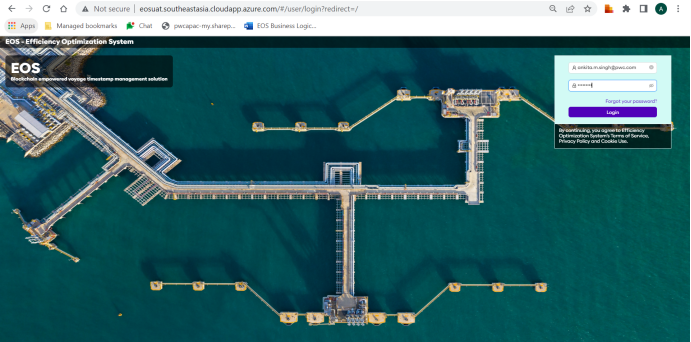 Not secure | eosuat.southeastasia.cloudapp.azure.com/#/user/login?redirect=/
A
Apps Managed bookmarks Chat pwcapac-my.sharep... EOS Business Logic...
EOS - Efficiency Optimization System
EOS
Blockchain empowered voyage timestamp management solution
ankita.m.singh@pwc.com
Forgot your password?
Login
By continuing, you agree to Efficiency
Optimization System's Terms of Service,
Privacy Policy and Cookie Use.